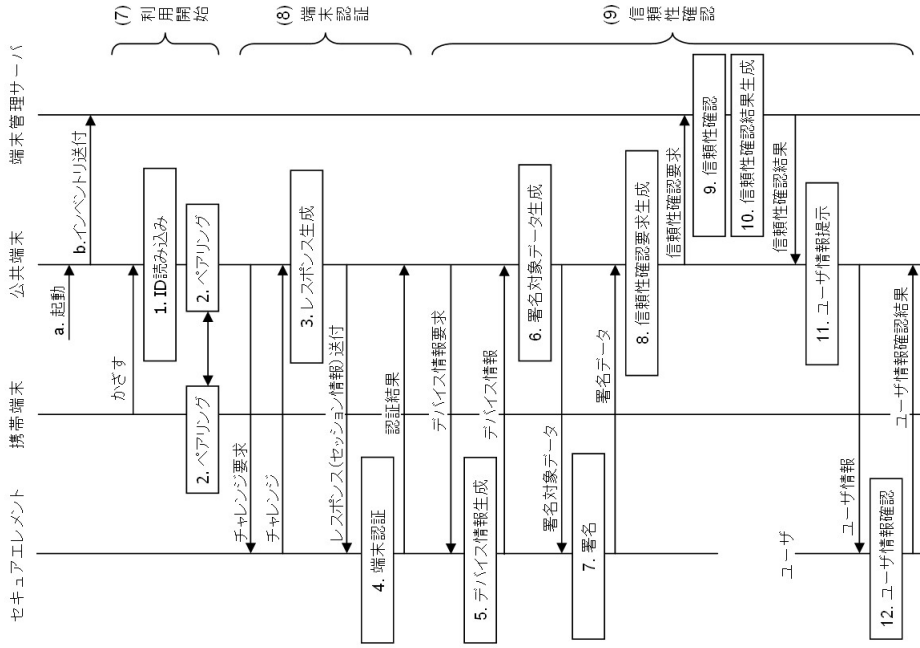 セキュアエレメント
携帯端末
公共端末
端末管理サーバ
a. 起動
b. インベントリ送付
(7)
利用開始
かざす
1. ID読み込み
2. ペアリング
2. ペアリング
(8)
端末認証
チャレンジ要求
チャレンジ
3. レスポンス生成
レスポンス(セッション情報)送付
4. 端末認証
認証結果
(9)
信頼性確認
デバイス情報要求
5. デバイス情報生成
デバイス情報
6. 署名対象データ生成
署名対象データ
7. 署名
署名データ
8. 信頼性確認要求生成
信頼性確認要求
9. 信頼性確認
10. 信頼性確認結果生成
信頼性確認結果
ユーザ
11. ユーザ情報提示
ユーザ情報
12. ユーザ情報確認
ユーザ情報確認結果